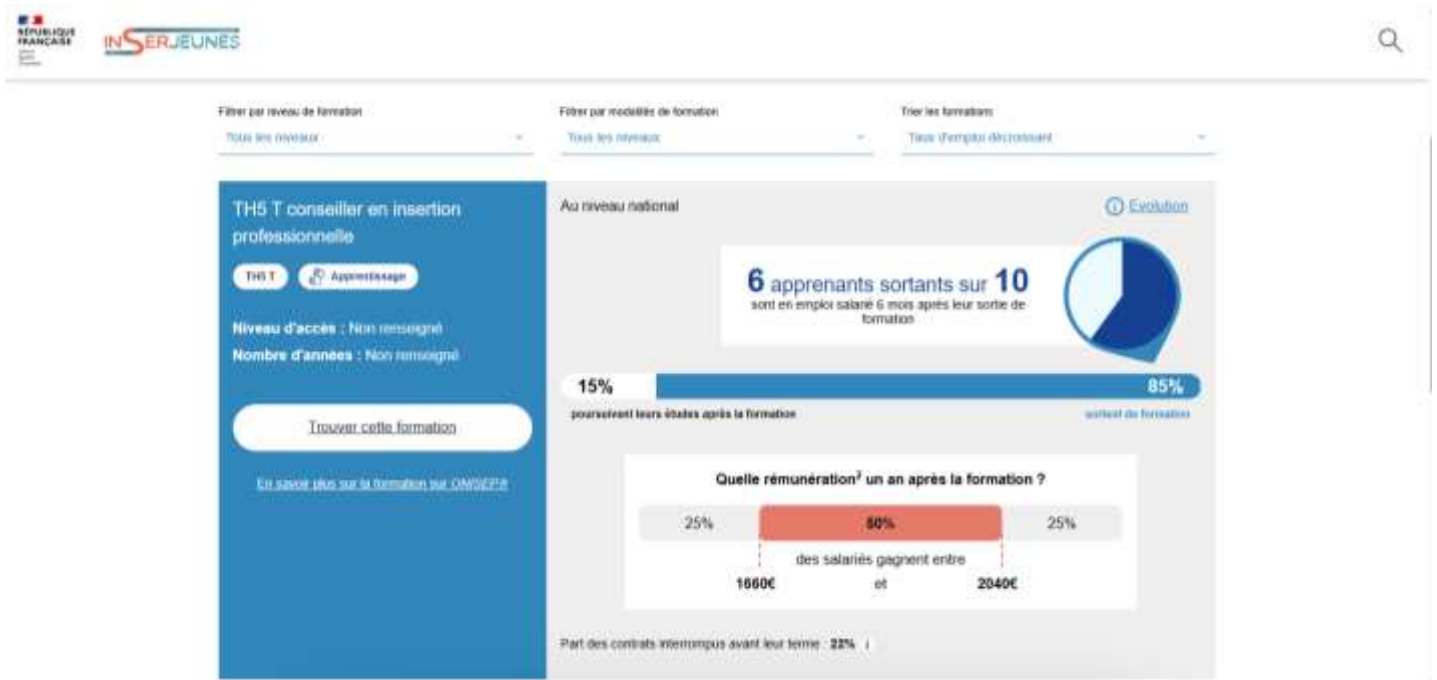 RÉPUBLIQUE
FRANÇAISE
INSERJEUNES
Filtrer par niveau de formation
Tous les niveaux
Filtrer par modalités de formation
Tous les niveaux
Trier les formations
Taux d'emploi décroissant
TH5 T conseiller en insertion
professionnelle
TH5 T
Apprentissage
Niveau d'accès : Non renseigné
Nombre d'années : Non renseigné
Trouver cette formation
En savoir plus sur la formation sur ONISEP.fr
Au niveau national
Evolution
6 apprenants sortants sur 10
sont en emploi salarié 6 mois après leur sortie de
formation
15%
85%
poursuivent leurs études après la formation
sortent de formation
Quelle rémunération² un an après la formation ?
25%
50%
25%
des salariés gagnent entre
1660€ et 2040€
Part des contrats interrompus avant leur terme : 22% i